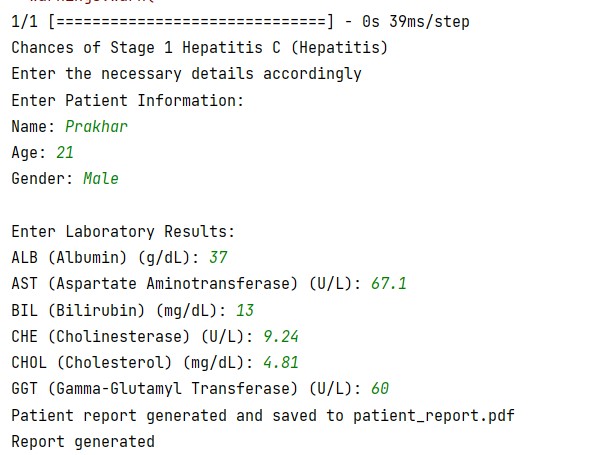 1/1 [==============================] - 0s 39ms/step
Chances of Stage 1 Hepatitis C (Hepatitis)
Enter the necessary details accordingly
Enter Patient Information:
Name: Prakhar
Age: 21
Gender: Male
Enter Laboratory Results:
ALB (Albumin) (g/dL): 37
AST (Aspartate Aminotransferase) (U/L): 67.1
BIL (Bilirubin) (mg/dL): 13
CHE (Cholinesterase) (U/L): 9.24
CHOL (Cholesterol) (mg/dL): 4.81
GGT (Gamma-Glutamyl Transferase) (U/L): 60
Patient report generated and saved to patient_report.pdf
Report generated